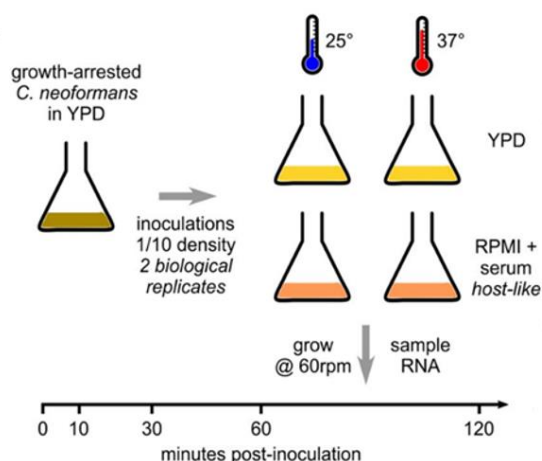 25°
37°
growth-arrested
C. neoformans
in YPD
YPD
inoculations
1/10 density
2 biological
replicates
RPMI +
serum
host-like
grow
@ 60rpm
sample
RNA
0 10 30 60 120
minutes post-inoculation